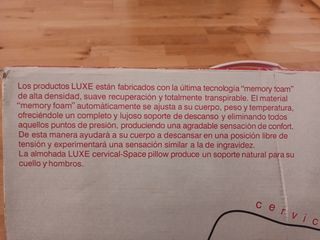 Los productos LUXE están fabricados con la última tecnología "memory foam"
de alta densidad, suave recuperación y totalmente transpirable. El material
"memory foam" automáticamente se ajusta a su cuerpo, peso y temperatura,
ofreciéndole un completo y lujoso soporte de descanso y eliminando todos
aquellos puntos de presión, produciendo una agradable sensación de confort.
De esta manera ayudará a su cuerpo a descansar en una posición libre de
tensión y experimentará una sensación similar a la de ingravidez.
La almohada LUXE cervical-Space pillow produce un soporte natural para su
cuello y hombros.
cervic